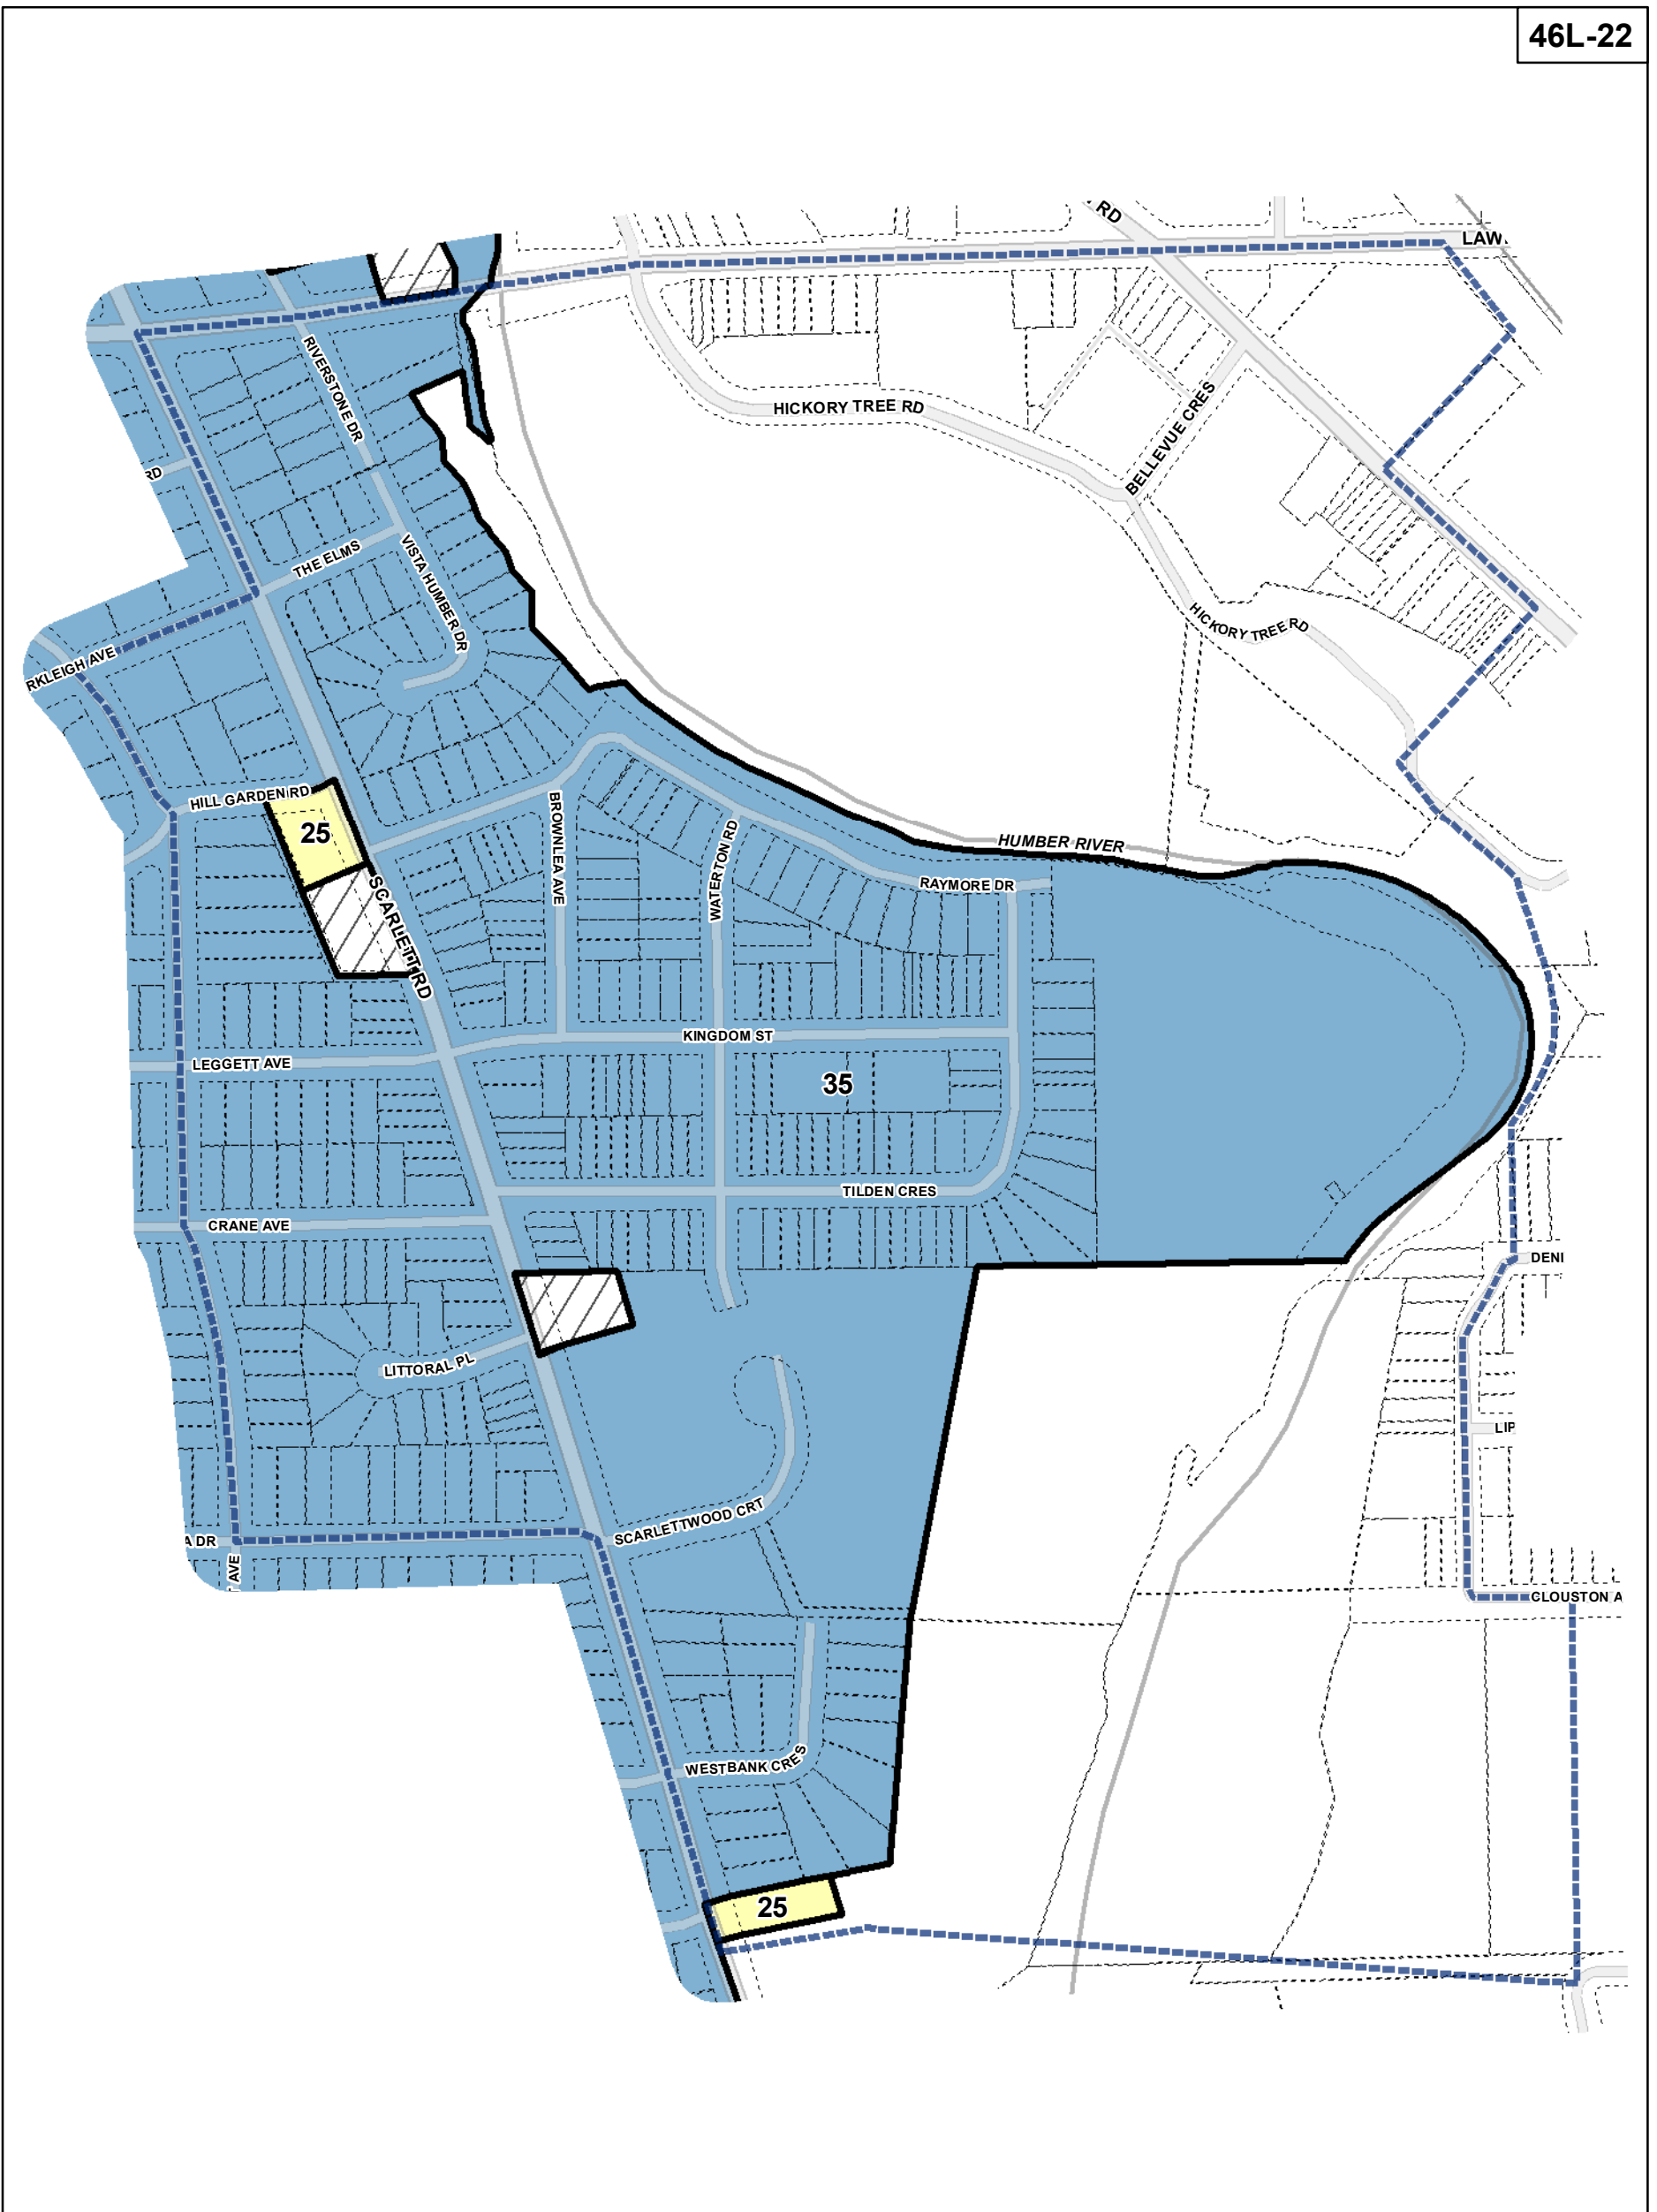 46L-22
RD
LAW
RIVERSTONE DR
HICKORY TREE RD
BELLEVUE CRES
RD
THE ELMS
VISTA HUMBER DR
HICKORY TREE RD
RKLEIGH AVE
HILL GARDEN RD
25
BROWNLEA AVE
WATERTON RD
HUMBER RIVER
RAYMORE DR
SCARLETT RD
KINGDOM ST
LEGGETT AVE
35
TILDEN CRES
CRANE AVE
DENI
LITTORAL PL
LIP
SCARLETTWOOD CRT
A DR
AVE
CLOUSTON A
WESTBANK CRES
25